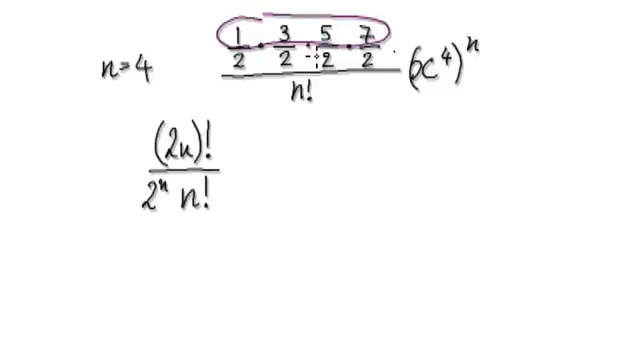 n=4 (1/2 · 3/2 · 5/2 · 7/2)/n! (x⁴)ⁿ
(2n)!/(2ⁿ n!)